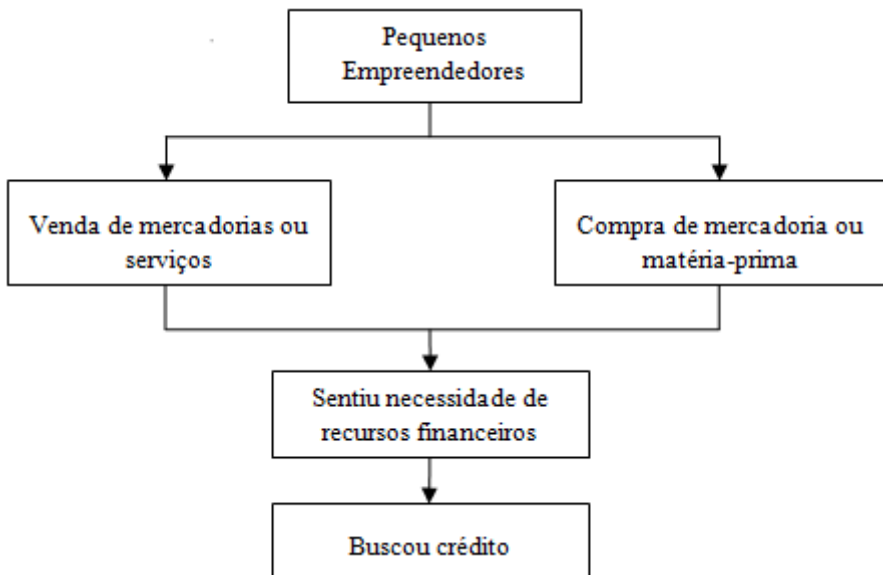 Pequenos
Empreendedores
Venda de mercadorias ou
serviços
Compra de mercadoria ou
matéria-prima
Sentiu necessidade de
recursos financeiros
Buscou crédito